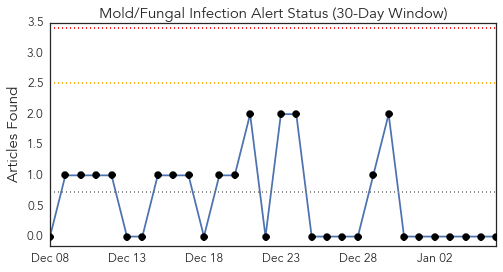 Mold/Fungal Infection Alert Status (30-Day Window)
3.5
3.0
2.5
2.0
1.5
1.0
0.5
0.0
Articles Found
Dec 08 Dec 13 Dec 18 Dec 23 Dec 28 Jan 02